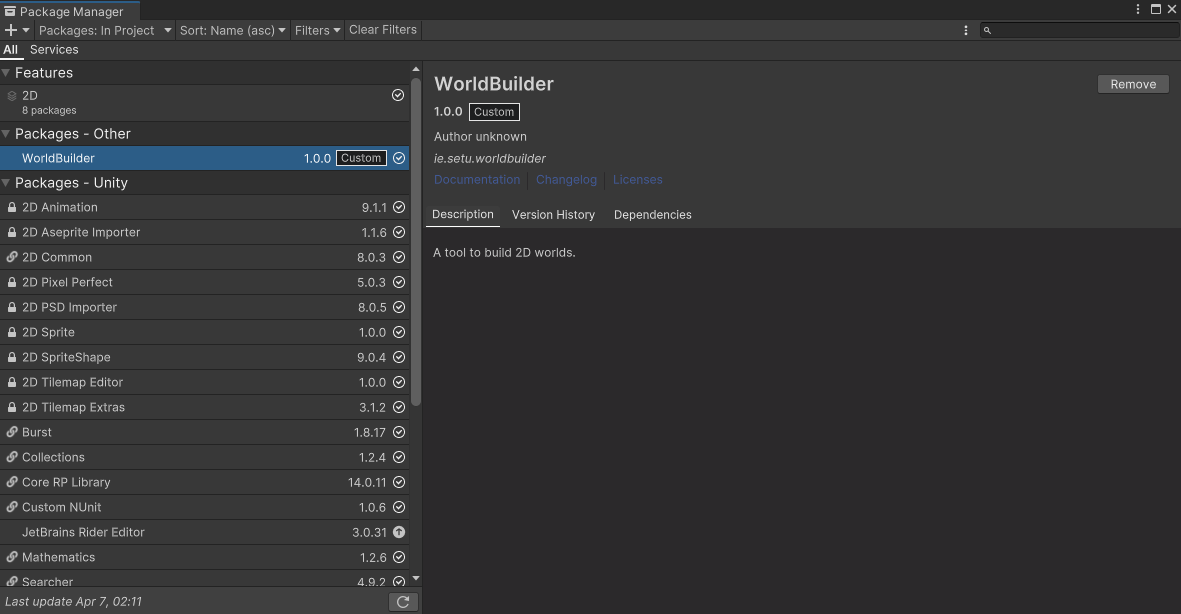 Package Manager
Packages: In Project Sort: Name (asc) Filters Clear Filters
All Services
Features
2D
8 packages
Packages - Other
WorldBuilder 1.0.0 Custom
Packages - Unity
2D Animation 9.1.1
2D Aseprite Importer 1.1.6
2D Common 8.0.3
2D Pixel Perfect 5.0.3
2D PSD Importer 8.0.5
2D Sprite 1.0.0
2D SpriteShape 9.0.4
2D Tilemap Editor 1.0.0
2D Tilemap Extras 3.1.2
Burst 1.8.17
Collections 1.2.4
Core RP Library 14.0.11
Custom NUnit 1.0.6
JetBrains Rider Editor 3.0.31
Mathematics 1.2.6
Searcher 4.9.2
Last update Apr 7, 02:11
WorldBuilder
Remove
1.0.0 Custom
Author unknown
ie.setu.worldbuilder
Documentation Changelog Licenses
Description Version History Dependencies
A tool to build 2D worlds.